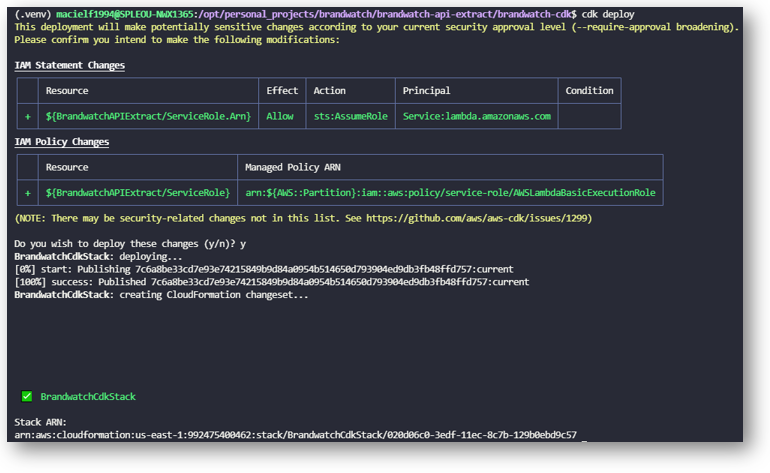 (.venv) macielf1994@SPLEOU-NWX1365:/opt/personal_projects/brandwatch/brandwatch-api-extract/brandwatch-cdk$ cdk deploy
This deployment will make potentially sensitive changes according to your current security approval level (--require-approval broadening).
Please confirm you intend to make the following modifications:
IAM Statement Changes
Resource Effect Action Principal Condition
+ ${BrandwatchAPIExtract/ServiceRole.Arn} Allow sts:AssumeRole Service:lambda.amazonaws.com
IAM Policy Changes
Resource Managed Policy ARN
+ ${BrandwatchAPIExtract/ServiceRole} arn:${AWS::Partition}:iam::aws:policy/service-role/AWSLambdaBasicExecutionRole
(NOTE: There may be security-related changes not in this list. See https://github.com/aws/aws-cdk/issues/1299)
Do you wish to deploy these changes (y/n)? y
BrandwatchCdkStack: deploying...
[0%] start: Publishing 7c6a8be33cd7e93e74215849b9d84a0954b514650d793904ed9db3fb48ffd757:current
[100%] success: Published 7c6a8be33cd7e93e74215849b9d84a0954b514650d793904ed9db3fb48ffd757:current
BrandwatchCdkStack: creating CloudFormation changeset...
✅ BrandwatchCdkStack
Stack ARN:
arn:aws:cloudformation:us-east-1:992475400462:stack/BrandwatchCdkStack/020d06c0-3edf-11ec-8c7b-129b0ebd9c57